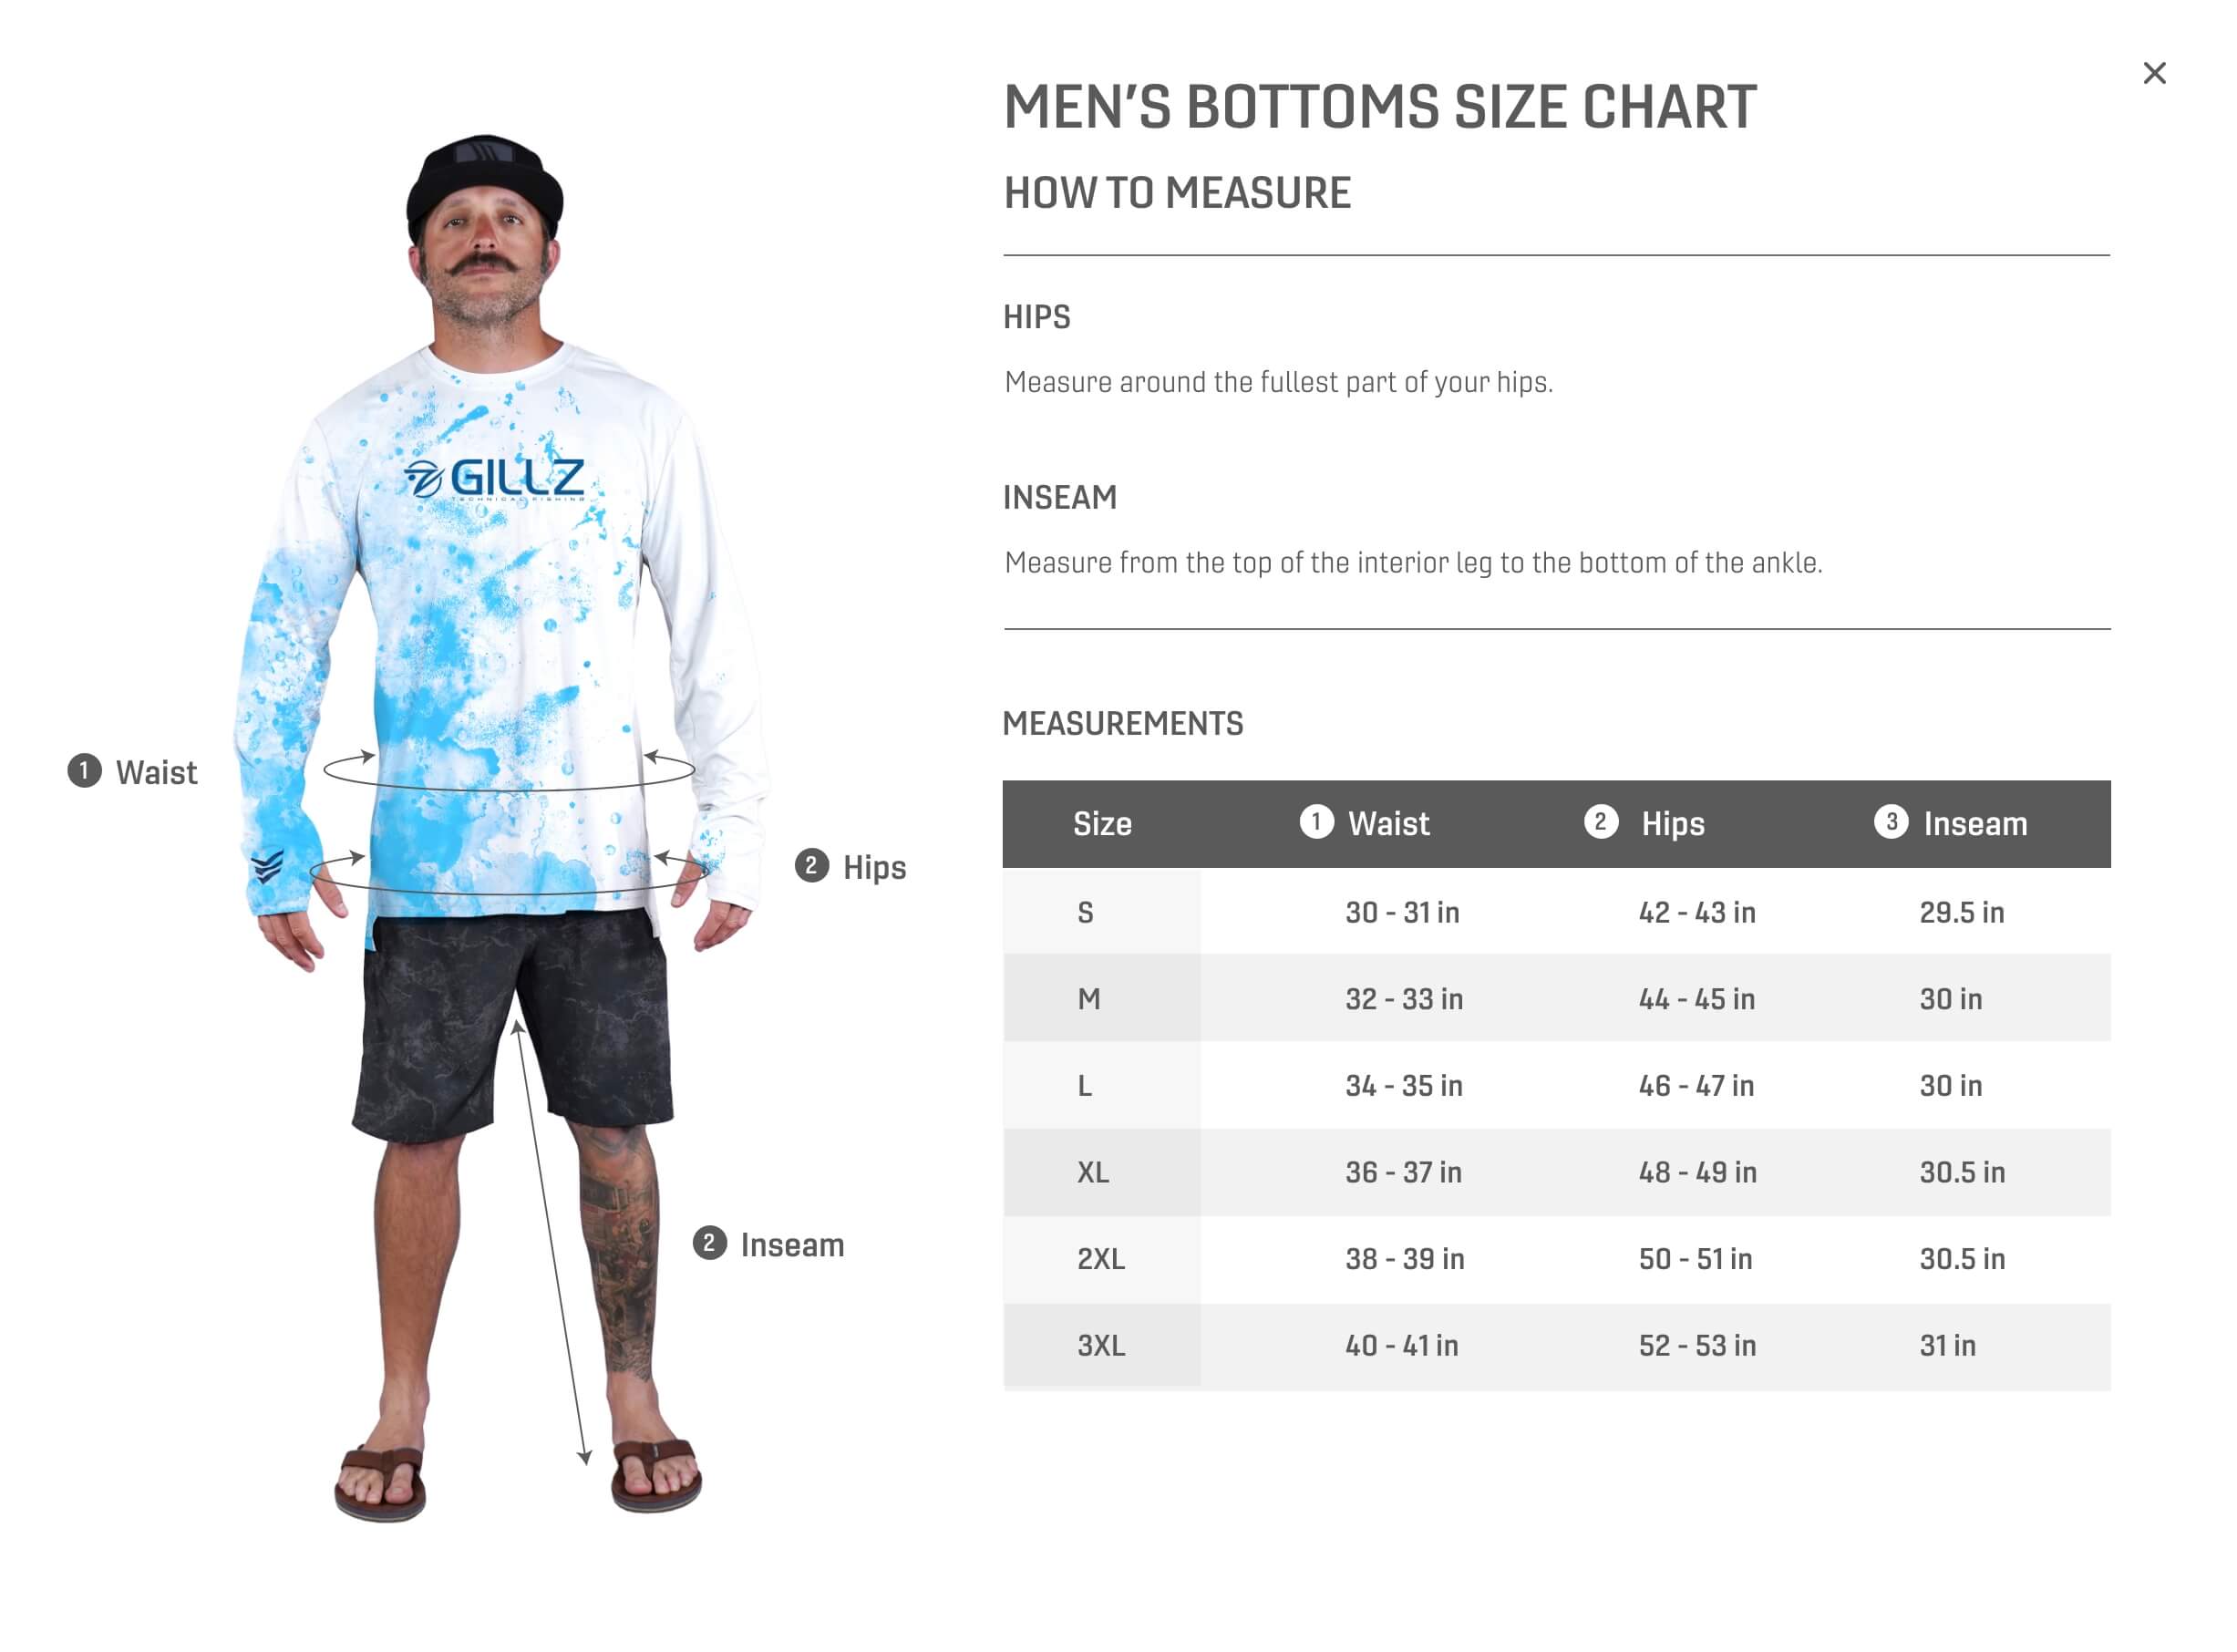 MEN’S BOTTOMS SIZE CHART
HOW TO MEASURE
HIPS
Measure around the fullest part of your hips.
INSEAM
Measure from the top of the interior leg to the bottom of the ankle.
GILLZ
TECHNICAL FISHING
1 Waist
2 Hips
2 Inseam
MEASUREMENTS
Size 1 Waist 2 Hips 3 Inseam
S 30 - 31 in 42 - 43 in 29.5 in
M 32 - 33 in 44 - 45 in 30 in
L 34 - 35 in 46 - 47 in 30 in
XL 36 - 37 in 48 - 49 in 30.5 in
2XL 38 - 39 in 50 - 51 in 30.5 in
3XL 40 - 41 in 52 - 53 in 31 in